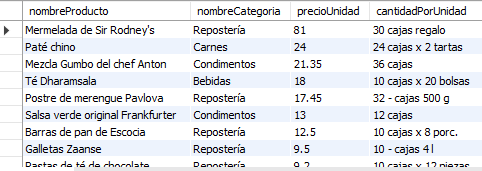 nombreProducto nombreCategoria precioUnidad cantidadPorUnidad
Mermelada de Sir Rodney's Repostería 81 30 cajas regalo
Paté chino Carnes 24 24 cajas x 2 tartas
Mezcla Gumbo del chef Anton Condimentos 21.35 36 cajas
Té Dharamsala Bebidas 18 10 cajas x 20 bolsas
Postre de merengue Pavlova Repostería 17.45 32 - cajas 500 g
Salsa verde original Frankfurter Condimentos 13 12 cajas
Barras de pan de Escocia Repostería 12.5 10 cajas x 8 porc.
Galletas Zaanse Repostería 9.5 10 - cajas 4 l
Pastas de té de chocolate Repostería 9.2 10 cajas x 12 piezas